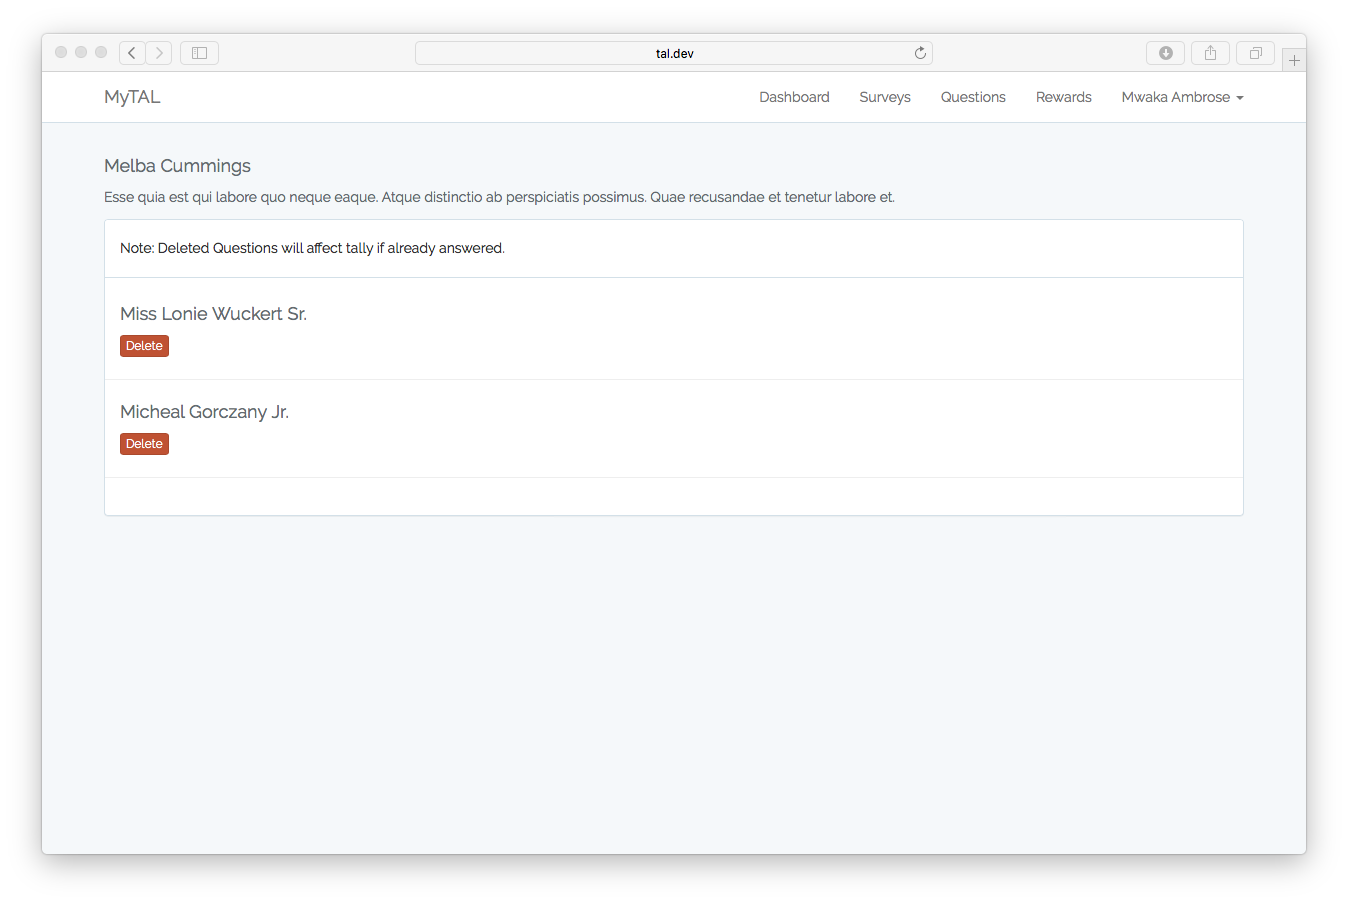 tal.dev
MyTAL
Dashboard Surveys Questions Rewards Mwaka Ambrose
Melba Cummings
Esse quia est qui labore quo neque eaque. Atque distinctio ab perspiciatis possimus. Quae recusandae et tenetur labore et.
Note: Deleted Questions will affect tally if already answered.
Miss Lonie Wuckert Sr.
Delete
Micheal Gorczany Jr.
Delete